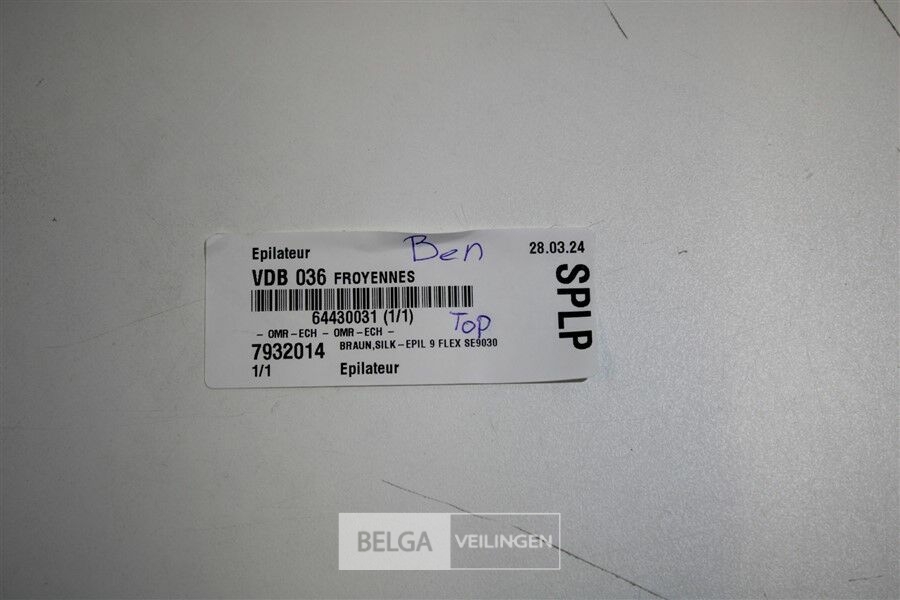 Epilateur Ben 28.03.24
VDB 036 FROYENNES
SPLP
64430031 (1/1) Top
- OMR-ECH - OMR-ECH -
7932014 BRAUN,SILK-EPIL 9 FLEX SE9030
1/1 Epilateur
BELGA VEILINGEN